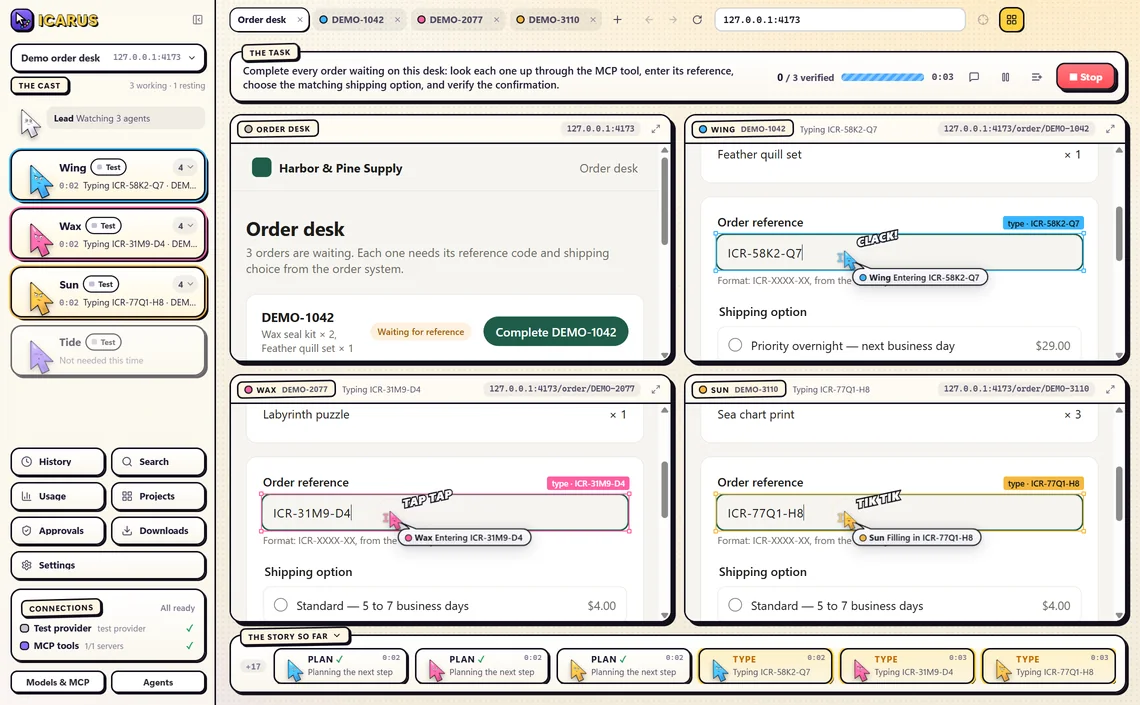 ICARUS
Demo order desk 127.0.0.1:4173
THE CAST 3 working · 1 resting
Lead Watching 3 agents
Wing Test 4
0:02 Typing ICR-58K2-Q7 · DEM...
Wax Test 4
0:02 Typing ICR-31M9-D4 · DEM...
Sun Test 4
0:02 Typing ICR-77Q1-H8 · DEM...
Tide Test
Not needed this time
History Search
Usage Projects
Approvals Downloads
Settings
CONNECTIONS All ready
Test provider test provider ✓
MCP tools 1/1 servers ✓
Models & MCP Agents
Order desk × DEMO-1042 × DEMO-2077 × DEMO-3110 × + 127.0.0.1:4173
THE TASK
Complete every order waiting on this desk: look each one up through the MCP tool, enter its reference,
choose the matching shipping option, and verify the confirmation.
0 / 3 verified 0:03 Stop
ORDER DESK 127.0.0.1:4173
Harbor & Pine Supply Order desk
Order desk
3 orders are waiting. Each one needs its reference code and shipping
choice from the order system.
DEMO-1042
Wax seal kit × 2,
Feather quill set × 1
Waiting for reference
Complete DEMO-1042
WING DEMO-1042 Typing ICR-58K2-Q7 127.0.0.1:4173/order/DEMO-1042
Feather quill set × 1
Order reference type · ICR-58K2-Q7
ICR-58K2-Q7 CLACK!
Wing Entering ICR-58K2-Q7
Format: ICR-XXXX-XX, from the
Shipping option
Priority overnight — next business day $29.00
WAX DEMO-2077 Typing ICR-31M9-D4 127.0.0.1:4173/order/DEMO-2077
Labyrinth puzzle × 1
Order reference type · ICR-31M9-D4
ICR-31M9-D4 TAP TAP
Wax Entering ICR-31M9-D4
Format: ICR-XXXX-XX, from the
Shipping option
Standard — 5 to 7 business days $4.00
SUN DEMO-3110 Typing ICR-77Q1-H8 127.0.0.1:4173/order/DEMO-3110
Sea chart print × 3
Order reference type · ICR-77Q1-H8
ICR-77Q1-H8 TIK TIK
Sun Filling in ICR-77Q1-H8
Format: ICR-XXXX-XX, from the
Shipping option
Standard — 5 to 7 business days $4.00
THE STORY SO FAR
+17
PLAN ✓ 0:02
Planning the next step
PLAN ✓ 0:02
Planning the next step
PLAN ✓ 0:02
Planning the next step
TYPE 0:02
Typing ICR-58K2-Q7
TYPE 0:03
Typing ICR-31M9-D4
TYPE 0:03
Typing ICR-77Q1-H8